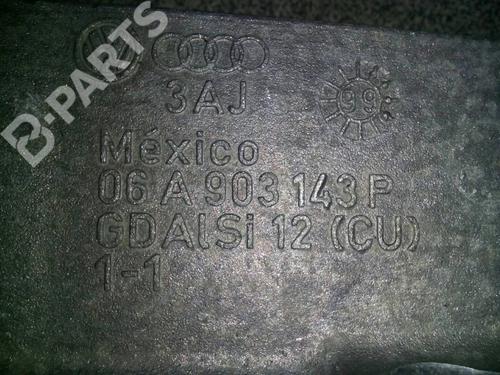 3AJ
99
México
06 A 903 143 P
GDAlSi 12 (CU)
1-1
B-PARTS